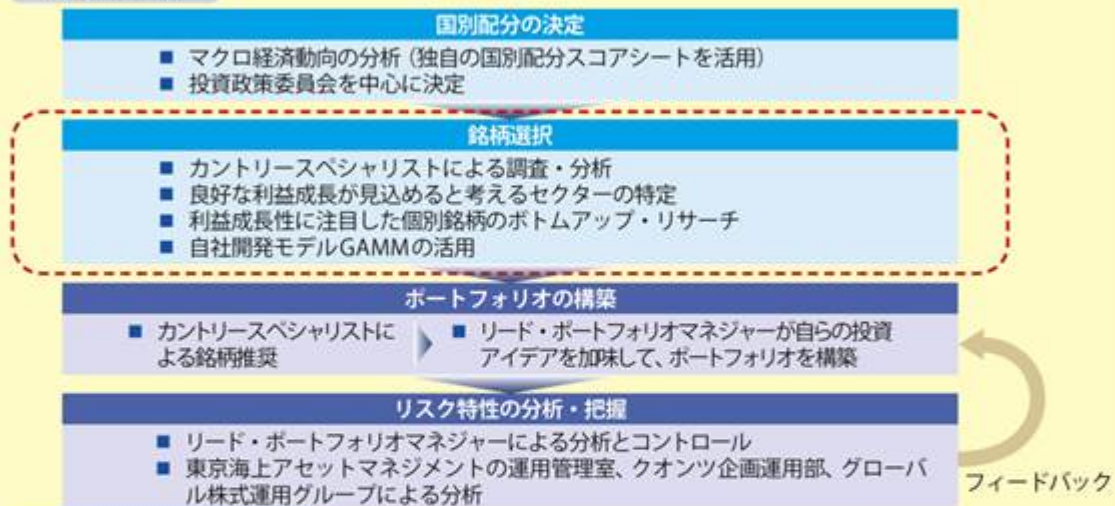 国別配分の決定
■ マクロ経済動向の分析（独自の国別配分スコアシートを活用）
■ 投資政策委員会を中心に決定
銘柄選択
■ カントリースペシャリストによる調査・分析
■ 良好な利益成長が見込めると考えるセクターの特定
■ 利益成長性に注目した個別銘柄のボトムアップ・リサーチ
■ 自社開発モデルGAMMの活用
ポートフォリオの構築
■ カントリースペシャリストに
よる銘柄推奨
■ リード・ポートフォリオマネジャーが自らの投資
アイデアを加味して、ポートフォリオを構築
リスク特性の分析・把握
■ リード・ポートフォリオマネジャーによる分析とコントロール
■ 東京海上アセットマネジメントの運用管理室、クオンツ企画運用部、グローバ
ル株式運用グループによる分析
フィードバック